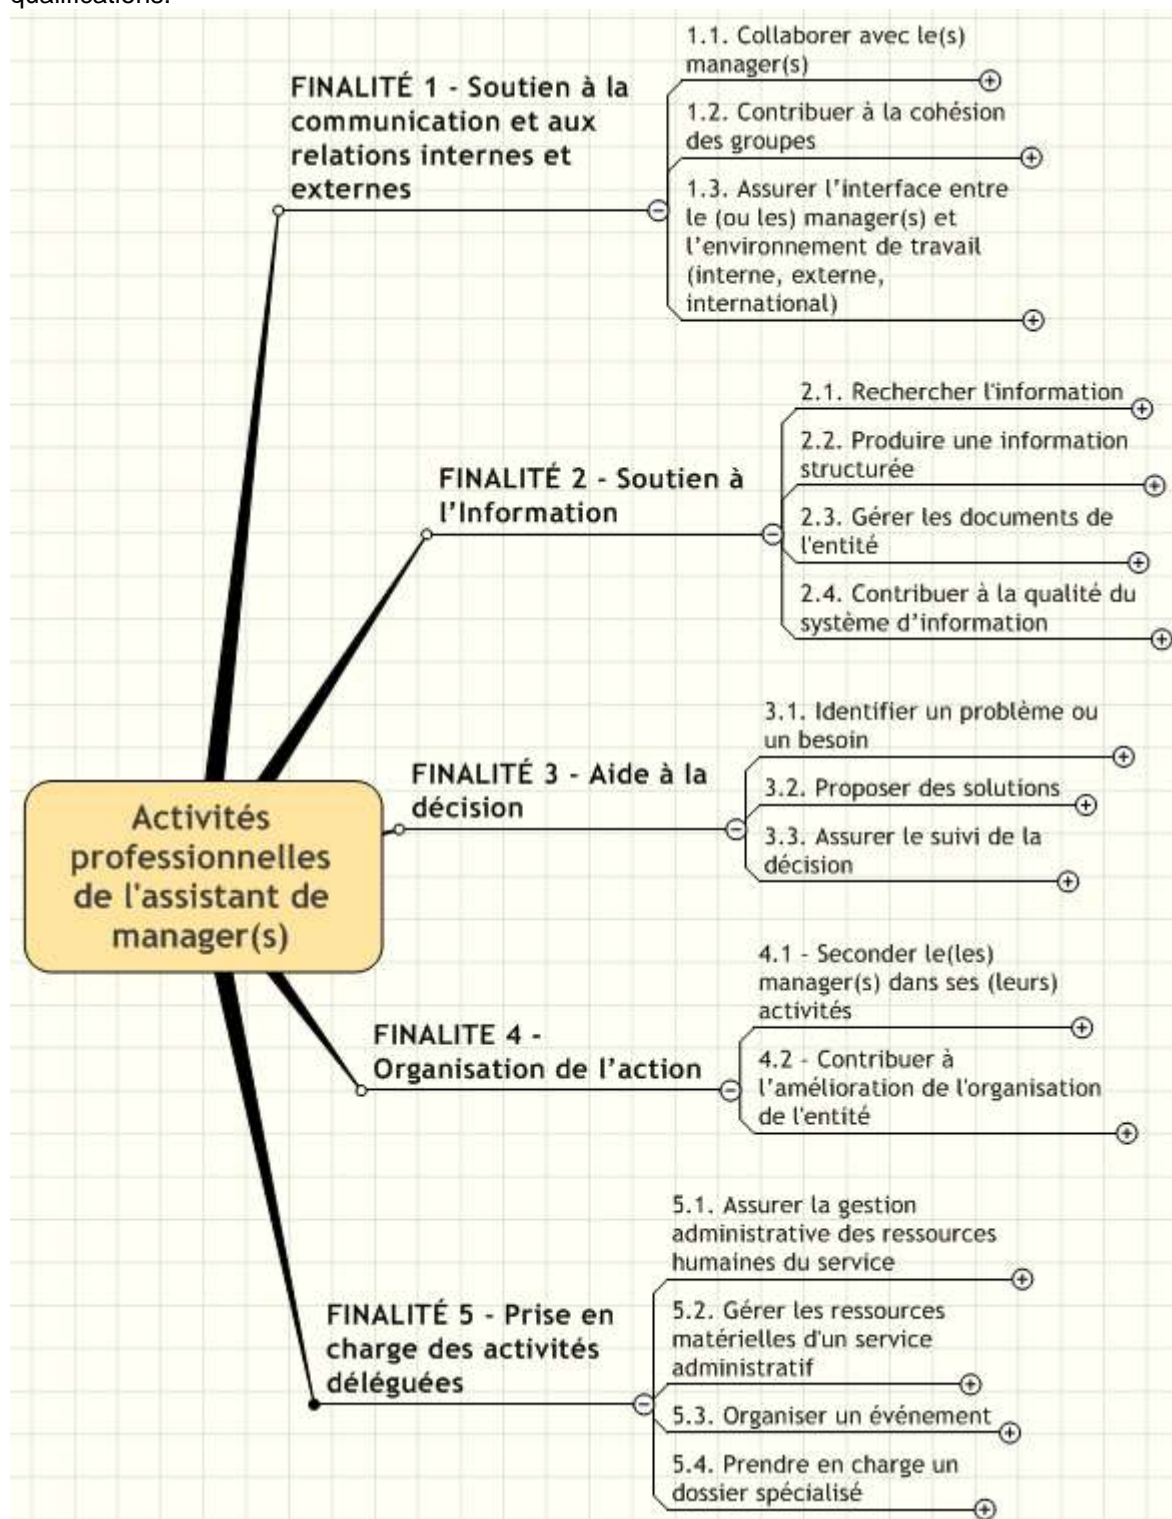 qualifications.
1.1. Collaborer avec le(s)
manager(s)
FINALITÉ 1 - Soutien à la
communication et aux
relations internes et
externes
1.2. Contribuer à la cohésion
des groupes
1.3. Assurer l’interface entre
le (ou les) manager(s) et
l’environnement de travail
(interne, externe,
international)
FINALITÉ 2 - Soutien à
l’Information
2.1. Rechercher l'information
2.2. Produire une information
structurée
2.3. Gérer les documents de
l'entité
2.4. Contribuer à la qualité du
système d’information
FINALITÉ 3 - Aide à la
décision
3.1. Identifier un problème ou
un besoin
3.2. Proposer des solutions
3.3. Assurer le suivi de la
décision
Activités
professionnelles
de l'assistant de
manager(s)
FINALITE 4 -
Organisation de l’action
4.1 - Seconder le(les)
manager(s) dans ses (leurs)
activités
4.2 - Contribuer à
l’amélioration de l'organisation
de l'entité
FINALITÉ 5 - Prise en
charge des activités
déléguées
5.1. Assurer la gestion
administrative des ressources
humaines du service
5.2. Gérer les ressources
matérielles d'un service
administratif
5.3. Organiser un événement
5.4. Prendre en charge un
dossier spécialisé